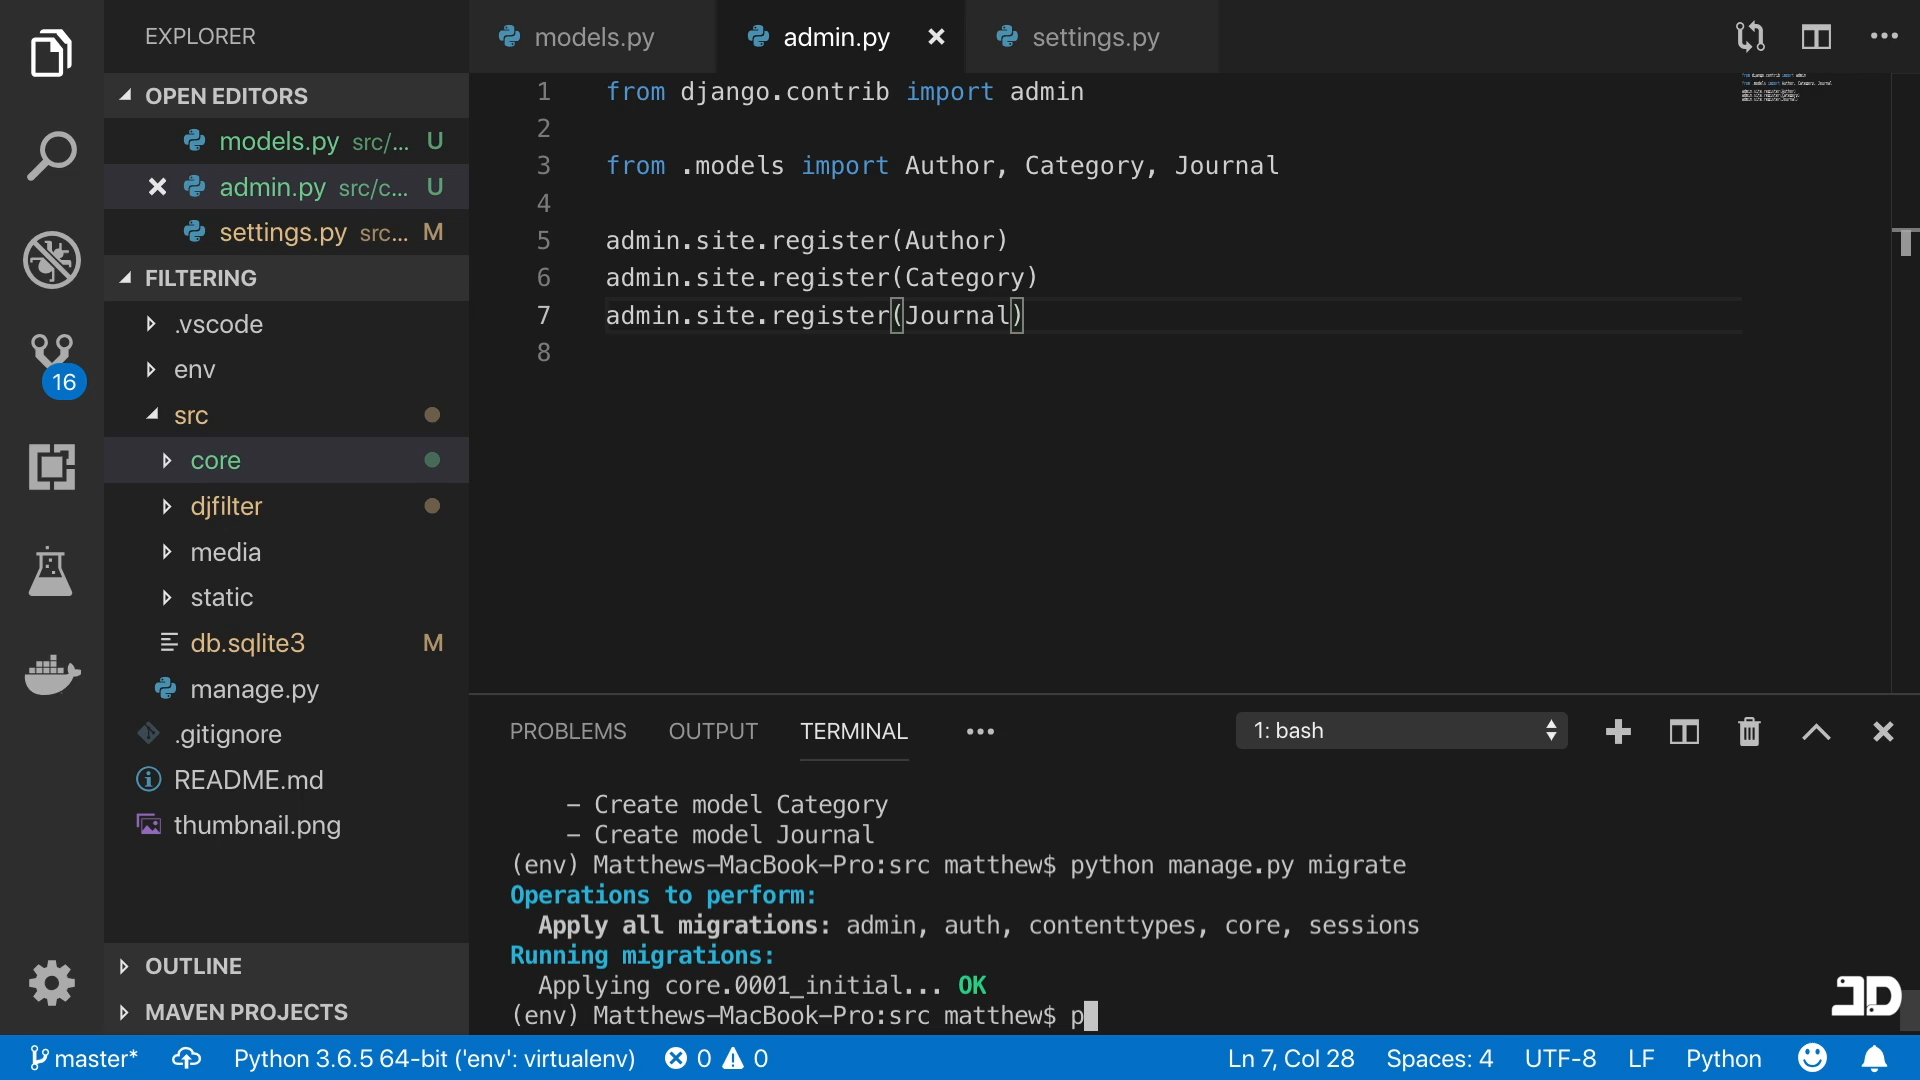 EXPLORER
OPEN EDITORS
models.py src/... U
admin.py src/c... U
settings.py src... M
FILTERING
.vscode
env
src
core
djfilter
media
static
db.sqlite3 M
manage.py
.gitignore
README.md
thumbnail.png
OUTLINE
MAVEN PROJECTS
16
models.py admin.py settings.py
1 from django.contrib import admin
2
3 from .models import Author, Category, Journal
4
5 admin.site.register(Author)
6 admin.site.register(Category)
7 admin.site.register(Journal)
8
PROBLEMS OUTPUT TERMINAL 1: bash
- Create model Category
- Create model Journal
(env) Matthews-MacBook-Pro:src matthew$ python manage.py migrate
Operations to perform:
Apply all migrations: admin, auth, contenttypes, core, sessions
Running migrations:
Applying core.0001_initial... OK
(env) Matthews-MacBook-Pro:src matthew$ p
JD
master* Python 3.6.5 64-bit ('env': virtualenv) 0 0 Ln 7, Col 28 Spaces: 4 UTF-8 LF Python